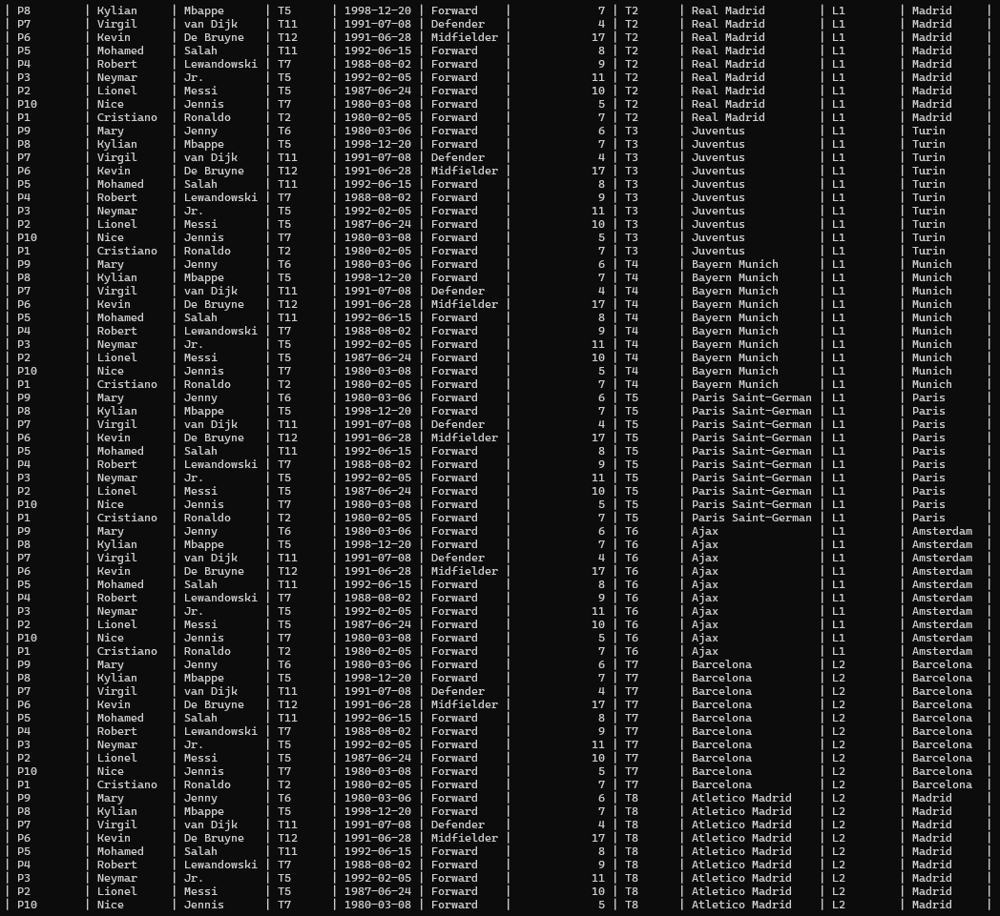 | P8 | Kylian | Mbappe | T5 | 1998-12-20 | Forward | 7 | T2 | Real Madrid | L1 | Madrid |
| P7 | Virgil | van Dijk | T11 | 1991-07-08 | Defender | 4 | T2 | Real Madrid | L1 | Madrid |
| P6 | Kevin | De Bruyne | T12 | 1991-06-28 | Midfielder | 17 | T2 | Real Madrid | L1 | Madrid |
| P5 | Mohamed | Salah | T11 | 1992-06-15 | Forward | 8 | T2 | Real Madrid | L1 | Madrid |
| P4 | Robert | Lewandowski | T7 | 1988-08-02 | Forward | 9 | T2 | Real Madrid | L1 | Madrid |
| P3 | Neymar | Jr. | T5 | 1992-02-05 | Forward | 11 | T2 | Real Madrid | L1 | Madrid |
| P2 | Lionel | Messi | T5 | 1987-06-24 | Forward | 10 | T2 | Real Madrid | L1 | Madrid |
| P10 | Nice | Jennis | T7 | 1980-03-08 | Forward | 5 | T2 | Real Madrid | L1 | Madrid |
| P1 | Cristiano | Ronaldo | T2 | 1980-02-05 | Forward | 7 | T2 | Real Madrid | L1 | Madrid |
| P9 | Mary | Jenny | T6 | 1980-03-06 | Forward | 6 | T3 | Juventus | L1 | Turin |
| P8 | Kylian | Mbappe | T5 | 1998-12-20 | Forward | 7 | T3 | Juventus | L1 | Turin |
| P7 | Virgil | van Dijk | T11 | 1991-07-08 | Defender | 4 | T3 | Juventus | L1 | Turin |
| P6 | Kevin | De Bruyne | T12 | 1991-06-28 | Midfielder | 17 | T3 | Juventus | L1 | Turin |
| P5 | Mohamed | Salah | T11 | 1992-06-15 | Forward | 8 | T3 | Juventus | L1 | Turin |
| P4 | Robert | Lewandowski | T7 | 1988-08-02 | Forward | 9 | T3 | Juventus | L1 | Turin |
| P3 | Neymar | Jr. | T5 | 1992-02-05 | Forward | 11 | T3 | Juventus | L1 | Turin |
| P2 | Lionel | Messi | T5 | 1987-06-24 | Forward | 10 | T3 | Juventus | L1 | Turin |
| P10 | Nice | Jennis | T7 | 1980-03-08 | Forward | 5 | T3 | Juventus | L1 | Turin |
| P1 | Cristiano | Ronaldo | T2 | 1980-02-05 | Forward | 7 | T3 | Juventus | L1 | Turin |
| P9 | Mary | Jenny | T6 | 1980-03-06 | Forward | 6 | T4 | Bayern Munich | L1 | Munich |
| P8 | Kylian | Mbappe | T5 | 1998-12-20 | Forward | 7 | T4 | Bayern Munich | L1 | Munich |
| P7 | Virgil | van Dijk | T11 | 1991-07-08 | Defender | 4 | T4 | Bayern Munich | L1 | Munich |
| P6 | Kevin | De Bruyne | T12 | 1991-06-28 | Midfielder | 17 | T4 | Bayern Munich | L1 | Munich |
| P5 | Mohamed | Salah | T11 | 1992-06-15 | Forward | 8 | T4 | Bayern Munich | L1 | Munich |
| P4 | Robert | Lewandowski | T7 | 1988-08-02 | Forward | 9 | T4 | Bayern Munich | L1 | Munich |
| P3 | Neymar | Jr. | T5 | 1992-02-05 | Forward | 11 | T4 | Bayern Munich | L1 | Munich |
| P2 | Lionel | Messi | T5 | 1987-06-24 | Forward | 10 | T4 | Bayern Munich | L1 | Munich |
| P10 | Nice | Jennis | T7 | 1980-03-08 | Forward | 5 | T4 | Bayern Munich | L1 | Munich |
| P1 | Cristiano | Ronaldo | T2 | 1980-02-05 | Forward | 7 | T4 | Bayern Munich | L1 | Munich |
| P9 | Mary | Jenny | T6 | 1980-03-06 | Forward | 6 | T5 | Paris Saint-German | L1 | Paris |
| P8 | Kylian | Mbappe | T5 | 1998-12-20 | Forward | 7 | T5 | Paris Saint-German | L1 | Paris |
| P7 | Virgil | van Dijk | T11 | 1991-07-08 | Defender | 4 | T5 | Paris Saint-German | L1 | Paris |
| P6 | Kevin | De Bruyne | T12 | 1991-06-28 | Midfielder | 17 | T5 | Paris Saint-German | L1 | Paris |
| P5 | Mohamed | Salah | T11 | 1992-06-15 | Forward | 8 | T5 | Paris Saint-German | L1 | Paris |
| P4 | Robert | Lewandowski | T7 | 1988-08-02 | Forward | 9 | T5 | Paris Saint-German | L1 | Paris |
| P3 | Neymar | Jr. | T5 | 1992-02-05 | Forward | 11 | T5 | Paris Saint-German | L1 | Paris |
| P2 | Lionel | Messi | T5 | 1987-06-24 | Forward | 10 | T5 | Paris Saint-German | L1 | Paris |
| P10 | Nice | Jennis | T7 | 1980-03-08 | Forward | 5 | T5 | Paris Saint-German | L1 | Paris |
| P1 | Cristiano | Ronaldo | T2 | 1980-02-05 | Forward | 7 | T5 | Paris Saint-German | L1 | Paris |
| P9 | Mary | Jenny | T6 | 1980-03-06 | Forward | 6 | T6 | Ajax | L1 | Amsterdam |
| P8 | Kylian | Mbappe | T5 | 1998-12-20 | Forward | 7 | T6 | Ajax | L1 | Amsterdam |
| P7 | Virgil | van Dijk | T11 | 1991-07-08 | Defender | 4 | T6 | Ajax | L1 | Amsterdam |
| P6 | Kevin | De Bruyne | T12 | 1991-06-28 | Midfielder | 17 | T6 | Ajax | L1 | Amsterdam |
| P5 | Mohamed | Salah | T11 | 1992-06-15 | Forward | 8 | T6 | Ajax | L1 | Amsterdam |
| P4 | Robert | Lewandowski | T7 | 1988-08-02 | Forward | 9 | T6 | Ajax | L1 | Amsterdam |
| P3 | Neymar | Jr. | T5 | 1992-02-05 | Forward | 11 | T6 | Ajax | L1 | Amsterdam |
| P2 | Lionel | Messi | T5 | 1987-06-24 | Forward | 10 | T6 | Ajax | L1 | Amsterdam |
| P10 | Nice | Jennis | T7 | 1980-03-08 | Forward | 5 | T6 | Ajax | L1 | Amsterdam |
| P1 | Cristiano | Ronaldo | T2 | 1980-02-05 | Forward | 7 | T6 | Ajax | L1 | Amsterdam |
| P9 | Mary | Jenny | T6 | 1980-03-06 | Forward | 6 | T7 | Barcelona | L2 | Barcelona |
| P8 | Kylian | Mbappe | T5 | 1998-12-20 | Forward | 7 | T7 | Barcelona | L2 | Barcelona |
| P7 | Virgil | van Dijk | T11 | 1991-07-08 | Defender | 4 | T7 | Barcelona | L2 | Barcelona |
| P6 | Kevin | De Bruyne | T12 | 1991-06-28 | Midfielder | 17 | T7 | Barcelona | L2 | Barcelona |
| P5 | Mohamed | Salah | T11 | 1992-06-15 | Forward | 8 | T7 | Barcelona | L2 | Barcelona |
| P4 | Robert | Lewandowski | T7 | 1988-08-02 | Forward | 9 | T7 | Barcelona | L2 | Barcelona |
| P3 | Neymar | Jr. | T5 | 1992-02-05 | Forward | 11 | T7 | Barcelona | L2 | Barcelona |
| P2 | Lionel | Messi | T5 | 1987-06-24 | Forward | 10 | T7 | Barcelona | L2 | Barcelona |
| P10 | Nice | Jennis | T7 | 1980-03-08 | Forward | 5 | T7 | Barcelona | L2 | Barcelona |
| P1 | Cristiano | Ronaldo | T2 | 1980-02-05 | Forward | 7 | T7 | Barcelona | L2 | Barcelona |
| P9 | Mary | Jenny | T6 | 1980-03-06 | Forward | 6 | T8 | Atletico Madrid | L2 | Madrid |
| P8 | Kylian | Mbappe | T5 | 1998-12-20 | Forward | 7 | T8 | Atletico Madrid | L2 | Madrid |
| P7 | Virgil | van Dijk | T11 | 1991-07-08 | Defender | 4 | T8 | Atletico Madrid | L2 | Madrid |
| P6 | Kevin | De Bruyne | T12 | 1991-06-28 | Midfielder | 17 | T8 | Atletico Madrid | L2 | Madrid |
| P5 | Mohamed | Salah | T11 | 1992-06-15 | Forward | 8 | T8 | Atletico Madrid | L2 | Madrid |
| P4 | Robert | Lewandowski | T7 | 1988-08-02 | Forward | 9 | T8 | Atletico Madrid | L2 | Madrid |
| P3 | Neymar | Jr. | T5 | 1992-02-05 | Forward | 11 | T8 | Atletico Madrid | L2 | Madrid |
| P2 | Lionel | Messi | T5 | 1987-06-24 | Forward | 10 | T8 | Atletico Madrid | L2 | Madrid |
| P10 | Nice | Jennis | T7 | 1980-03-08 | Forward | 5 | T8 | Atletico Madrid | L2 | Madrid |